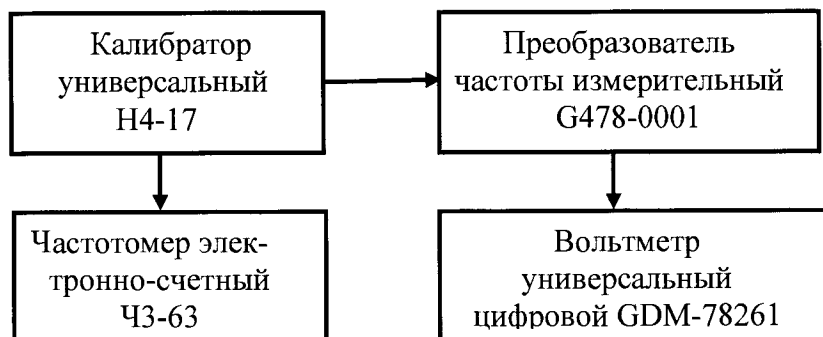 Калибратор
универсальный
Н4-17
Преобразователь
частоты измерительный
G478-0001
Частотомер элек-
тронно-счетный
Ч3-63
Вольтметр
универсальный
цифровой GDM-78261